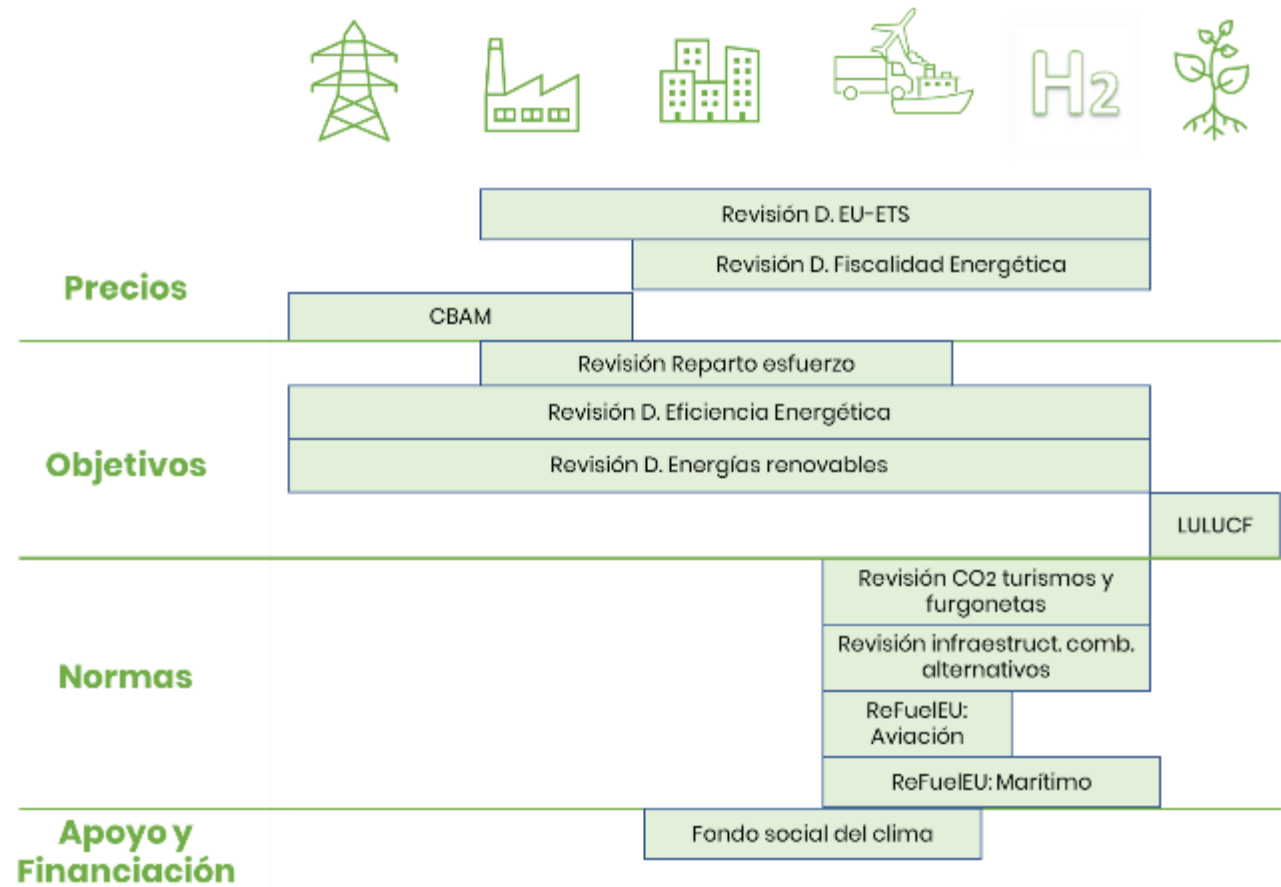 H2
Revisión D. EU-ETS
Revisión D. Fiscalidad Energética
Precios
CBAM
Revisión Reparto esfuerzo
Revisión D. Eficiencia Energética
Objetivos
Revisión D. Energías renovables
LULUCF
Revisión CO2 turismos y
furgonetas
Revisión infraestruct. comb.
alternativos
Normas
ReFuelEU:
Aviación
ReFuelEU: Marítimo
Apoyo y
Financiación
Fondo social del clima